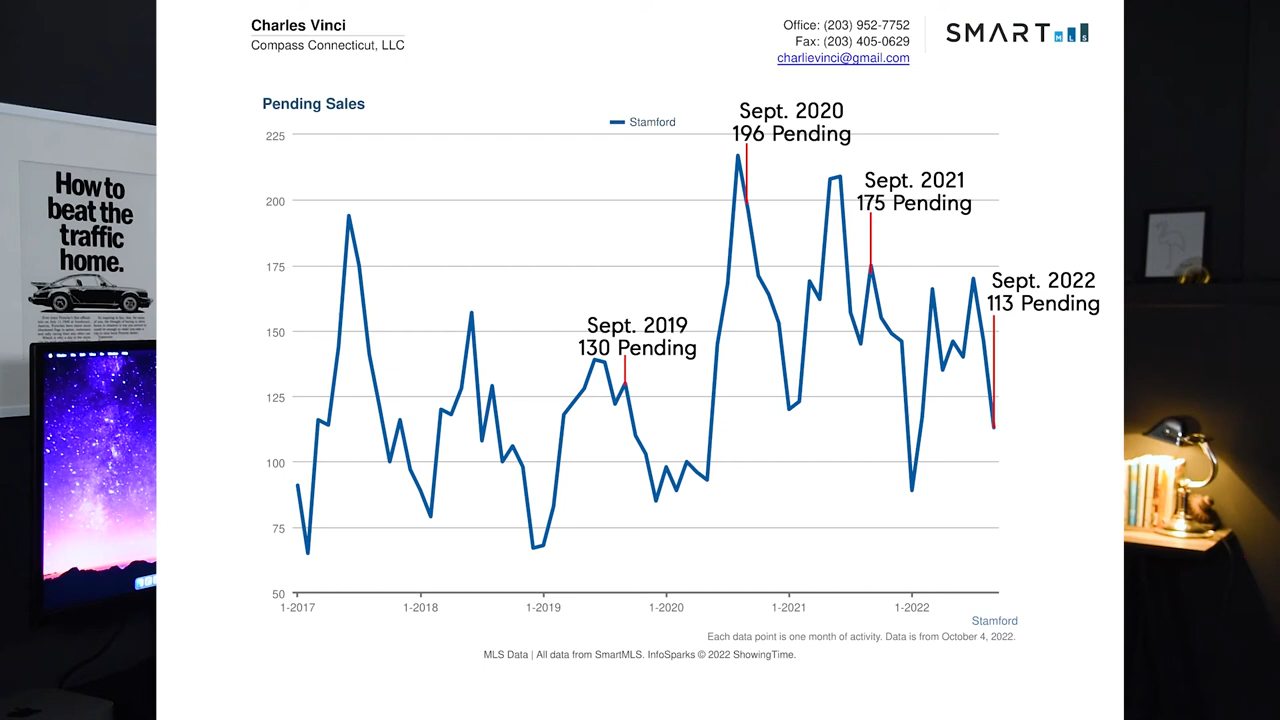 Charles Vinci
Compass Connecticut, LLC
Office: (203) 952-7752
Fax: (203) 405-0629
charlievinci@gmail.com
SMART MLS
Pending Sales
Stamford
Sept. 2020
196 Pending
Sept. 2021
175 Pending
Sept. 2022
113 Pending
Sept. 2019
130 Pending
225
200
175
150
125
100
75
50
1-2017
1-2018
1-2019
1-2020
1-2021
1-2022
Stamford
Each data point is one month of activity. Data is from October 4, 2022.
MLS Data | All data from SmartMLS. InfoSparks © 2022 ShowingTime.
How to
beat the
traffic
home.